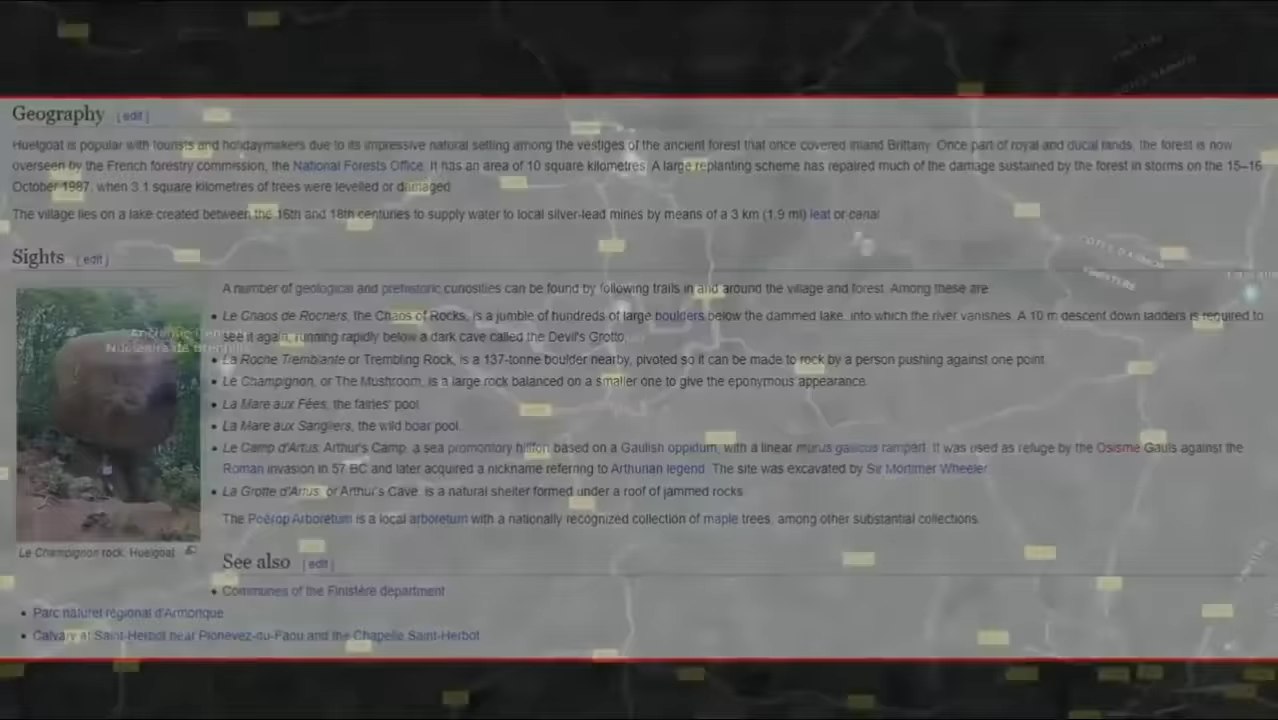 Geography [ edit ]
Huelgoat is popular with tourists and holidaymakers due to its impressive natural setting among the vestiges of the ancient forest that once covered inland Brittany. Once part of royal and ducal lands, the forest is now
overseen by the French forestry commission, the National Forests Office. It has an area of 10 square kilometres. A large replanting scheme has repaired much of the damage sustained by the forest in storms on the 15–16
October 1987, when 3.1 square kilometres of trees were levelled or damaged
The village lies on a lake created between the 16th and 18th centuries to supply water to local silver-lead mines by means of a 3 km (1.9 mi) leat or canal
Sights [ edit ]
A number of geological and prehistoric curiosities can be found by following trails in and around the village and forest. Among these are
• Le Chaos de Rochers, the Chaos of Rocks, is a jumble of hundreds of large boulders below the dammed lake, into which the river vanishes. A 10 m descent down ladders is required to
see it again, running rapidly below a dark cave called the Devil's Grotto.
• La Roche Tremblante or Trembling Rock, is a 137-tonne boulder nearby, pivoted so it can be made to rock by a person pushing against one point.
• Le Champignon, or The Mushroom, is a large rock balanced on a smaller one to give the eponymous appearance.
• La Mare aux Fées, the fairies' pool
• La Mare aux Sangliers, the wild boar pool.
• Le Camp d'Artus, Arthur's Camp, a sea promontory hillfort based on a Gaulish oppidum, with a linear murus gallicus rampart. It was used as refuge by the Osisme Gauls against the
Roman invasion in 57 BC and later acquired a nickname referring to Arthurian legend. The site was excavated by Sir Mortimer Wheeler
• La Grotte d'Artus, or Arthur's Cave, is a natural shelter formed under a roof of jammed rocks.
The Poërop Arboretum is a local arboretum with a nationally recognized collection of maple trees, among other substantial collections.
Le Champignon rock, Huelgoat
See also [ edit ]
• Communes of the Finistère department
• Parc naturel régional d'Armorique
• Calvary at Saint-Herbot near Plonévez-du-Faou and the Chapelle Saint-Herbot
CÔTES-D'ARMOR
FINISTÈRE